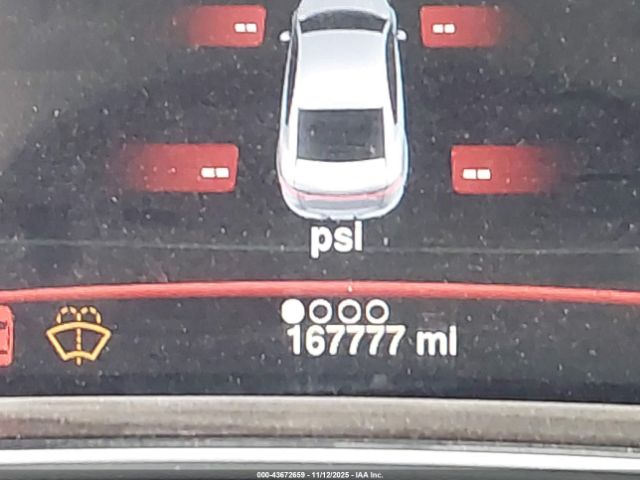 -- --
-- --
psi
167777 mi
000-43672659 - 11/12/2025 - IAA Inc.